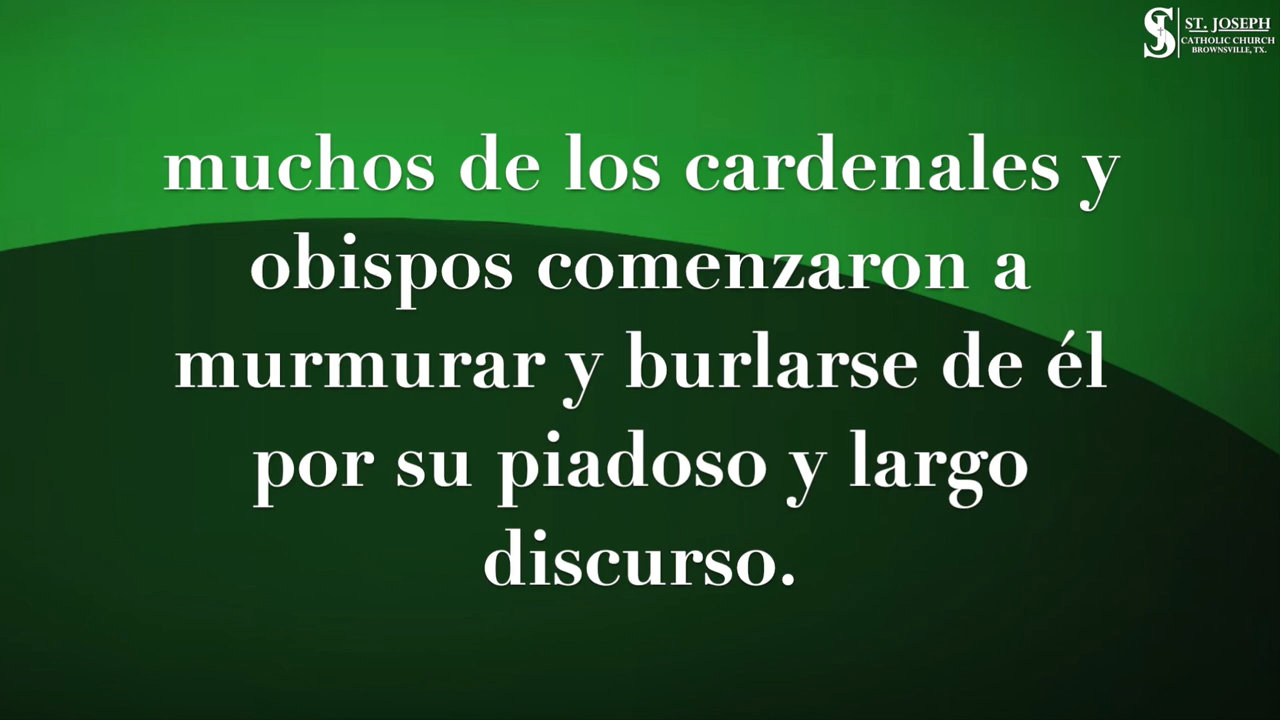 ST. JOSEPH
CATHOLIC CHURCH
BROWNSVILLE, TX.
muchos de los cardenales y
obispos comenzaron a
murmurar y burlarse de él
por su piadoso y largo
discurso.